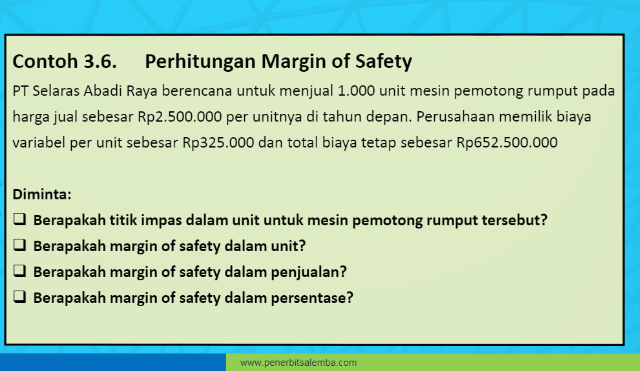 Contoh 3.6. Perhitungan Margin of Safety
PT Selaras Abadi Raya berencana untuk menjual 1.000 unit mesin pemotong rumput pada
harga jual sebesar Rp2.500.000 per unitnya di tahun depan. Perusahaan memilik biaya
variabel per unit sebesar Rp325.000 dan total biaya tetap sebesar Rp652.500.000
Diminta:
❑ Berapakah titik impas dalam unit untuk mesin pemotong rumput tersebut?
❑ Berapakah margin of safety dalam unit?
❑ Berapakah margin of safety dalam penjualan?
❑ Berapakah margin of safety dalam persentase?
www.penerbitsalemba.com